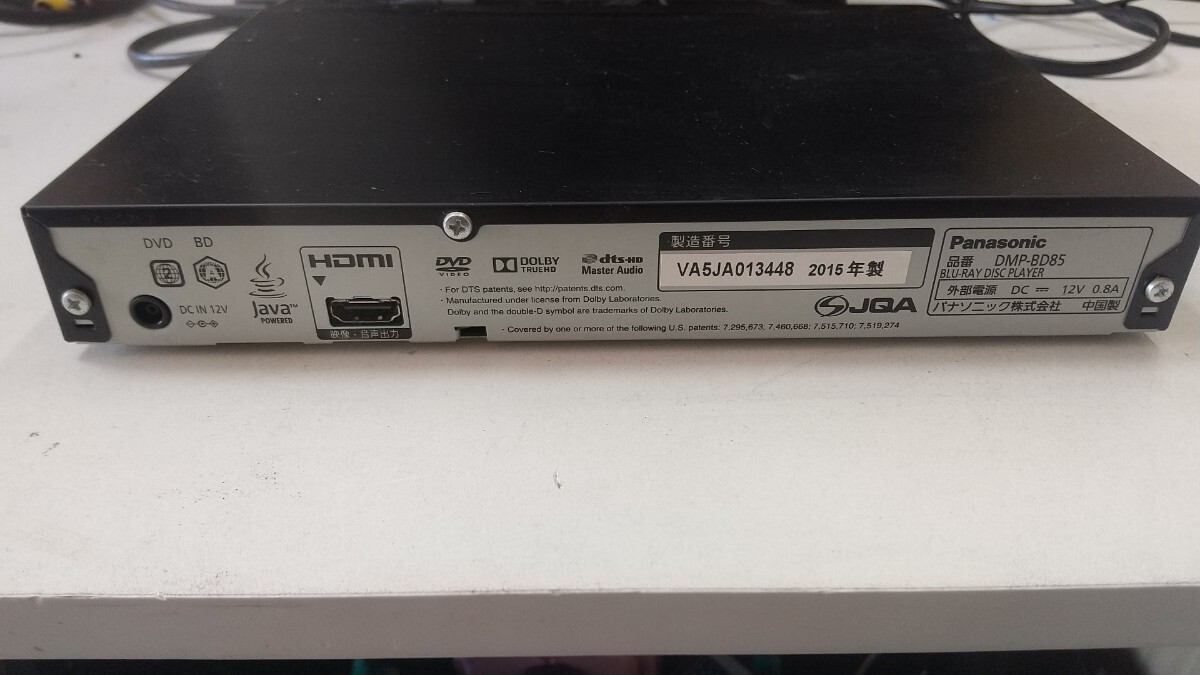 DVD BD
2 A
DC IN 12V
Java™
POWERED
HDMI
映像・音声出力
DVD
VIDEO
DOLBY
TRUEHD
dts-HD
Master Audio
・For DTS patents, see http://patents.dts.com.
・Manufactured under license from Dolby Laboratories.
Dolby and the double-D symbol are trademarks of Dolby Laboratories.
・Covered by one or more of the following U.S. patents: 7,295,673; 7,460,668; 7,515,710; 7,519,274
製造番号
VA5JA013448 2015年製
JQA
Panasonic
品番 DMP-BD85
BLU-RAY DISC PLAYER
外部電源 DC 12V 0.8A
パナソニック株式会社 中国製